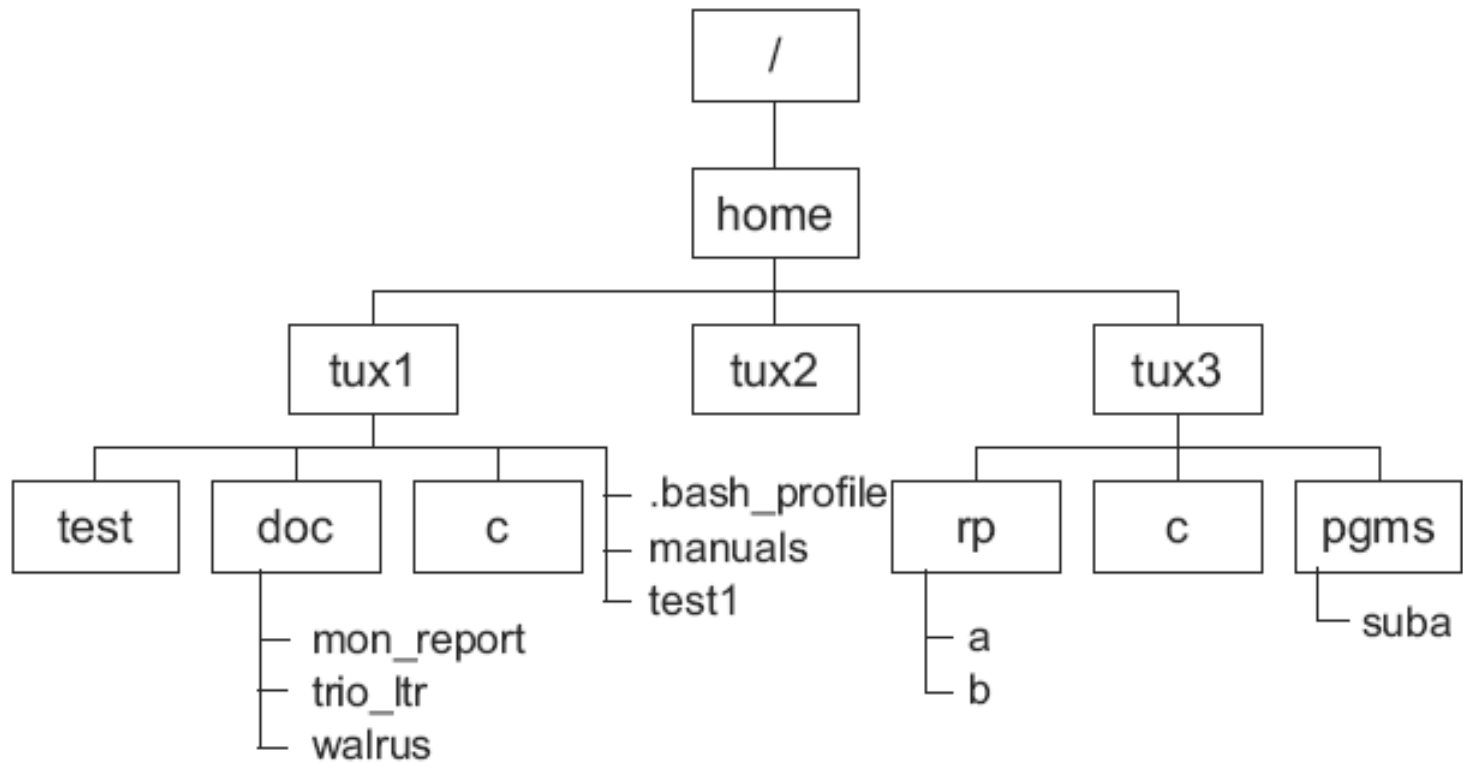 /
home
tux1 tux2 tux3
test doc c .bash_profile rp c pgms
manuals
test1
suba
mon_report a
trio_ltr b
walrus